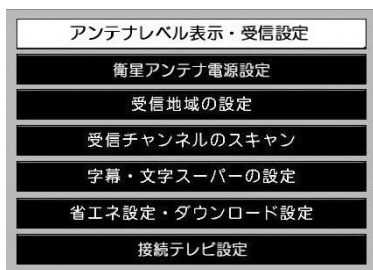 アンテナレベル表示・受信設定
衛星アンテナ電源設定
受信地域の設定
受信チャンネルのスキャン
字幕・文字スーパーの設定
省エネ設定・ダウンロード設定
接続テレビ設定